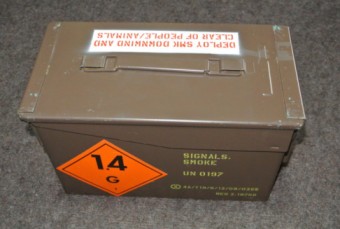 DEPLOY SMK DOWNWIND AND
CLEAR OF PEOPLE/ANIMALS
1.4
G
SIGNALS,
SMOKE
UN 0197